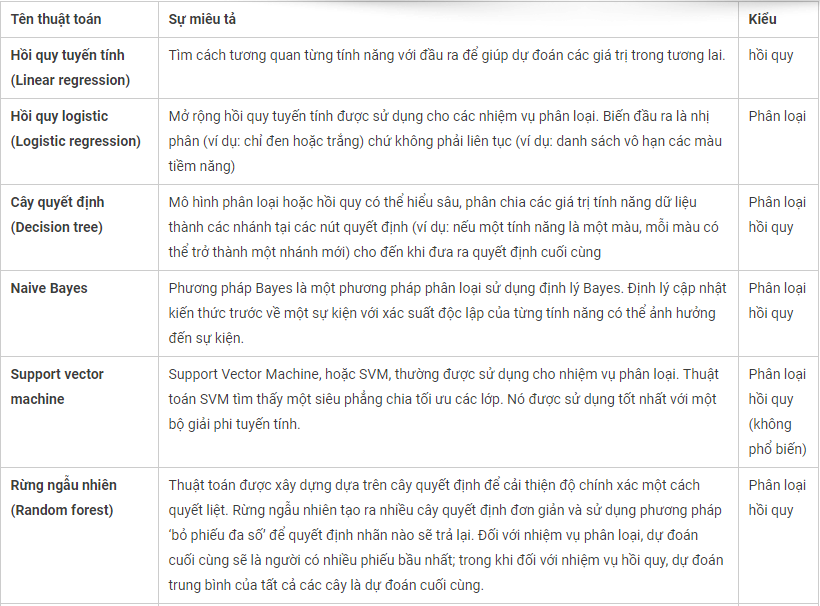 Tên thuật toán
Sự miêu tả
Kiểu
Hồi quy tuyến tính
(Linear regression)
Tìm cách tương quan từng tính năng với đầu ra để giúp dự đoán các giá trị trong tương lai.
hồi quy
Hồi quy logistic
(Logistic regression)
Mở rộng hồi quy tuyến tính được sử dụng cho các nhiệm vụ phân loại. Biến đầu ra là nhị
phân (ví dụ: chỉ đen hoặc trắng) chứ không phải liên tục (ví dụ: danh sách vô hạn các màu
tiềm năng)
Phân loại
Cây quyết định
(Decision tree)
Mô hình phân loại hoặc hồi quy có thể hiểu sâu, phân chia các giá trị tính năng dữ liệu
thành các nhánh tại các nút quyết định (ví dụ: nếu một tính năng là một màu, mỗi màu có
thể trở thành một nhánh mới) cho đến khi đưa ra quyết định cuối cùng
Phân loại
hồi quy
Naive Bayes
Phương pháp Bayes là một phương pháp phân loại sử dụng định lý Bayes. Định lý cập nhật
kiến thức trước về một sự kiện với xác suất độc lập của từng tính năng có thể ảnh hưởng
đến sự kiện.
Phân loại
hồi quy
Support vector
machine
Support Vector Machine, hoặc SVM, thường được sử dụng cho nhiệm vụ phân loại. Thuật
toán SVM tìm thấy một siêu phẳng chia tối ưu các lớp. Nó được sử dụng tốt nhất với một
bộ giải phi tuyến tính.
Phân loại
hồi quy
(không
phổ biến)
Rừng ngẫu nhiên
(Random forest)
Thuật toán được xây dựng dựa trên cây quyết định để cải thiện độ chính xác một cách
quyết liệt. Rừng ngẫu nhiên tạo ra nhiều cây quyết định đơn giản và sử dụng phương pháp
‘bỏ phiếu đa số’ để quyết định nhãn nào sẽ trả lại. Đối với nhiệm vụ phân loại, dự đoán
cuối cùng sẽ là người có nhiều phiếu bầu nhất; trong khi đối với nhiệm vụ hồi quy, dự đoán
trung bình của tất cả các cây là dự đoán cuối cùng.
Phân loại
hồi quy